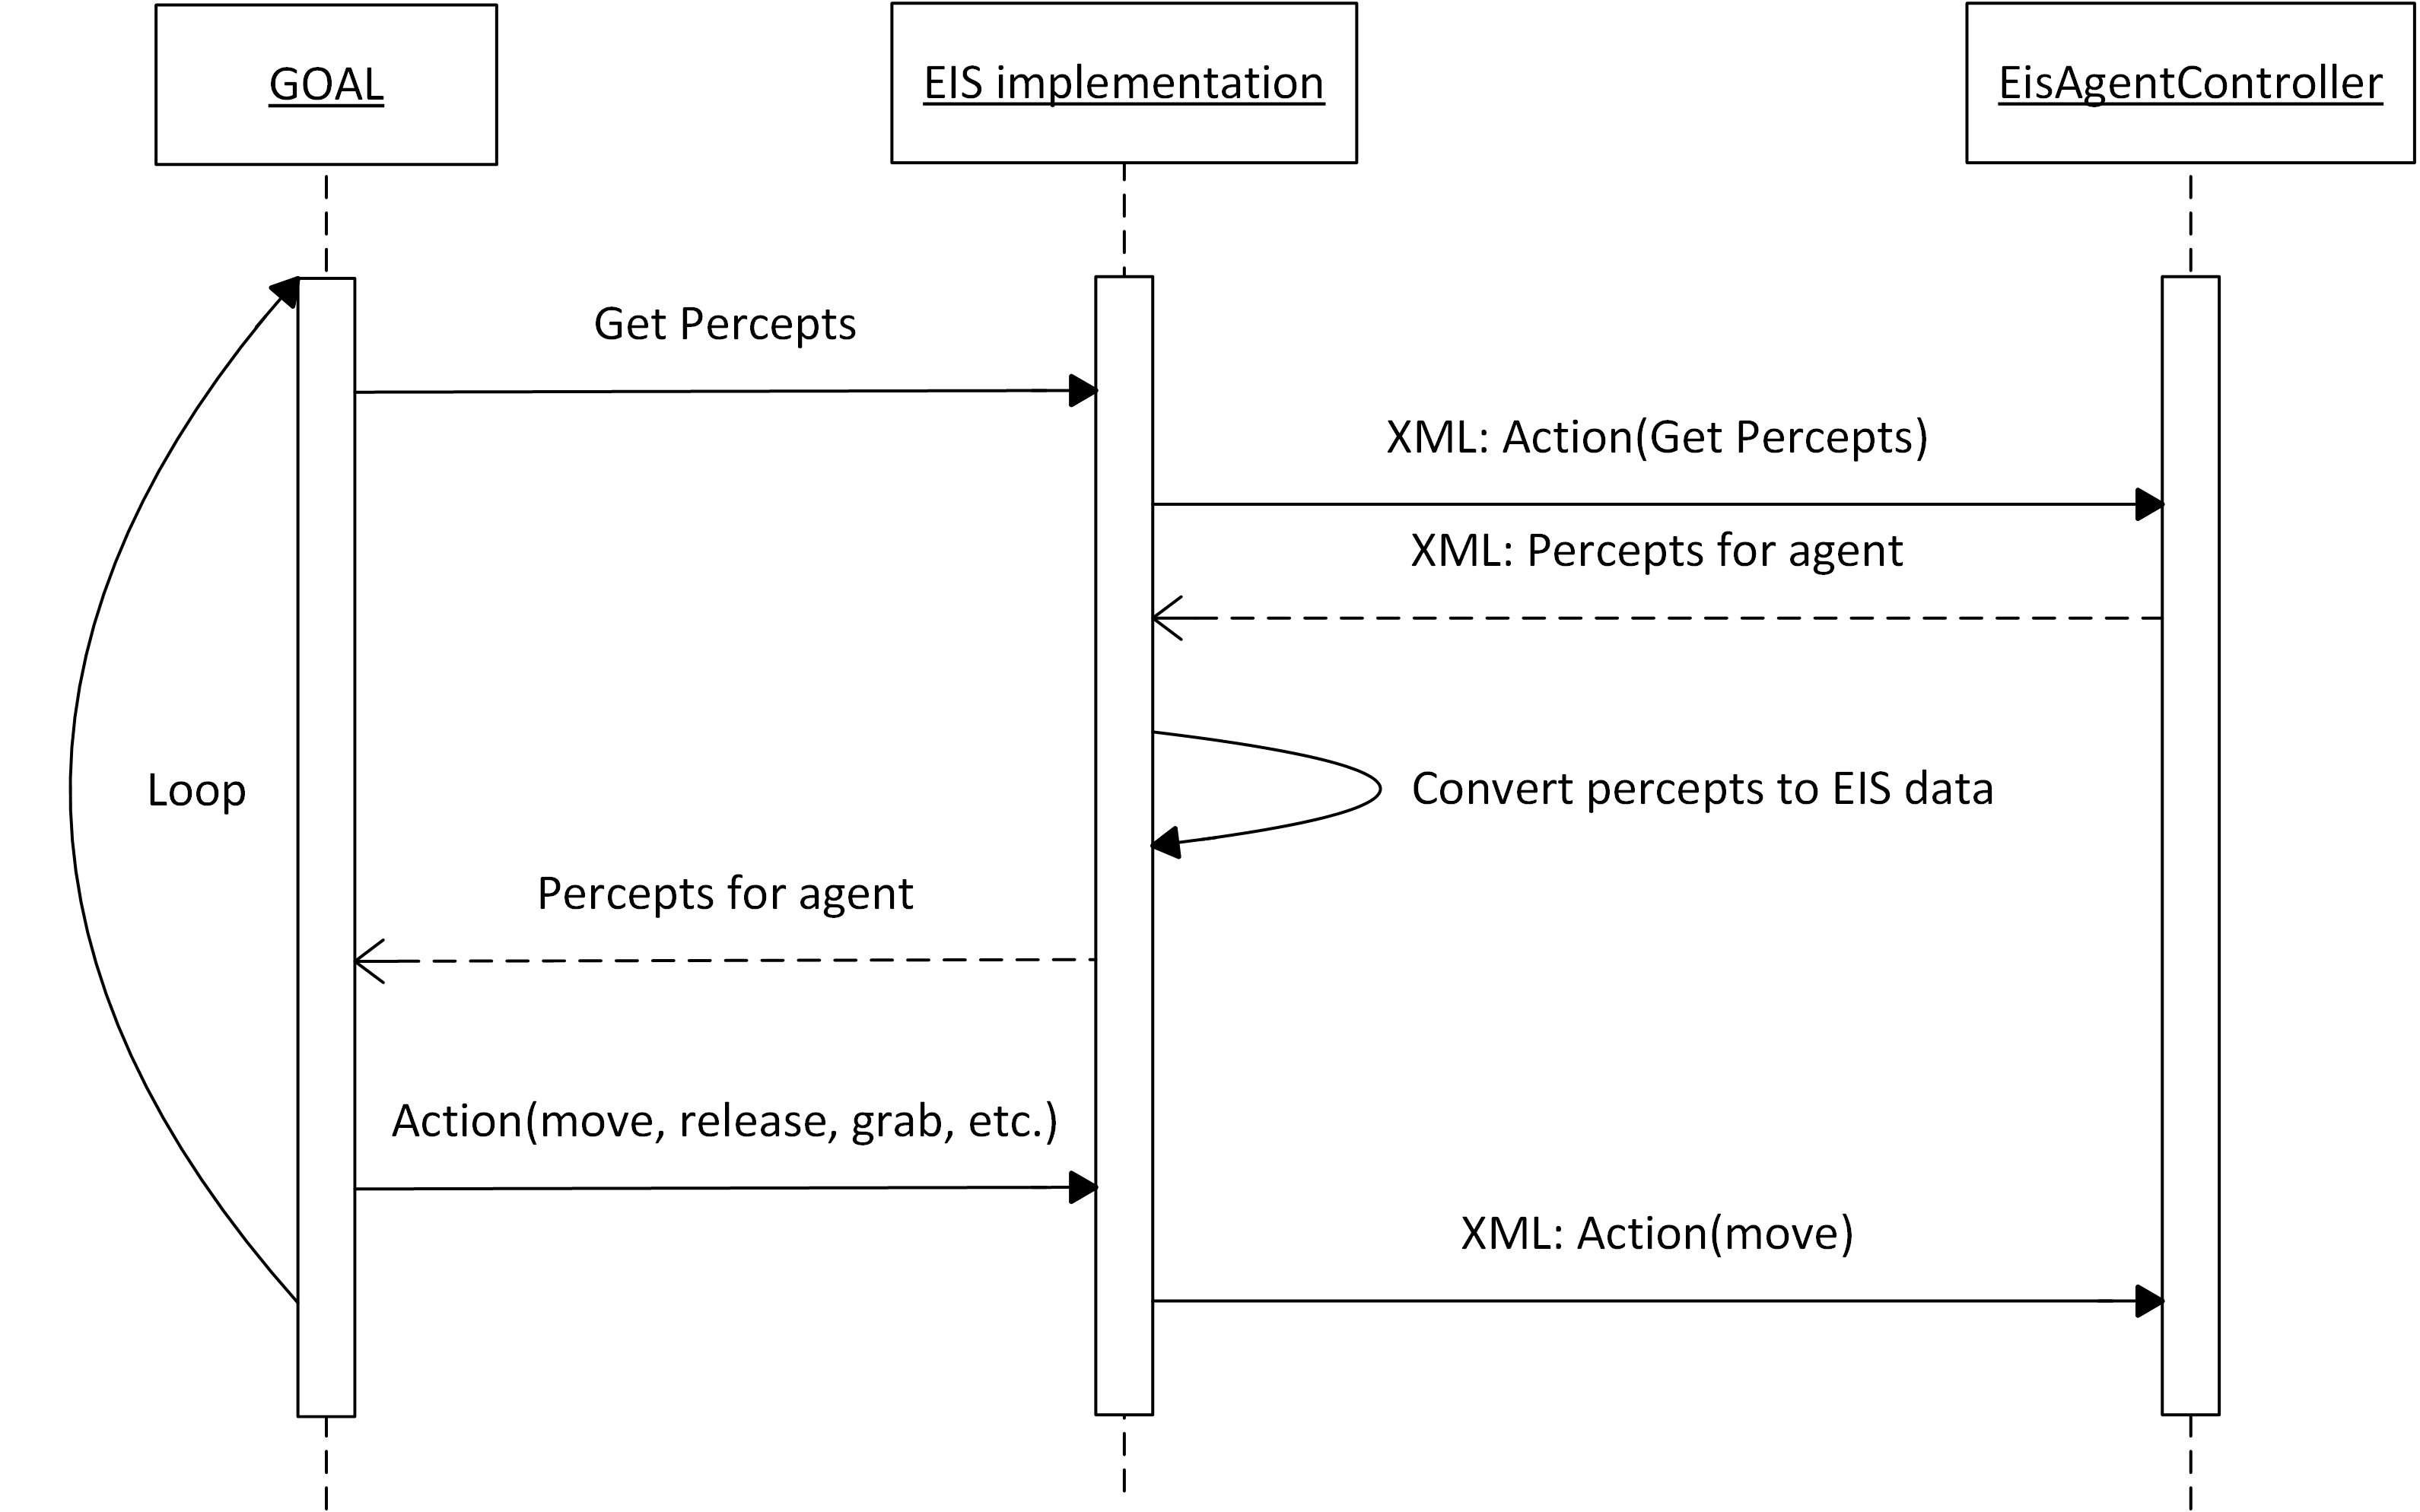 GOAL
EIS implementation
EisAgentController
Get Percepts
XML: Action(Get Percepts)
XML: Percepts for agent
Loop
Convert percepts to EIS data
Percepts for agent
Action(move, release, grab, etc.)
XML: Action(move)